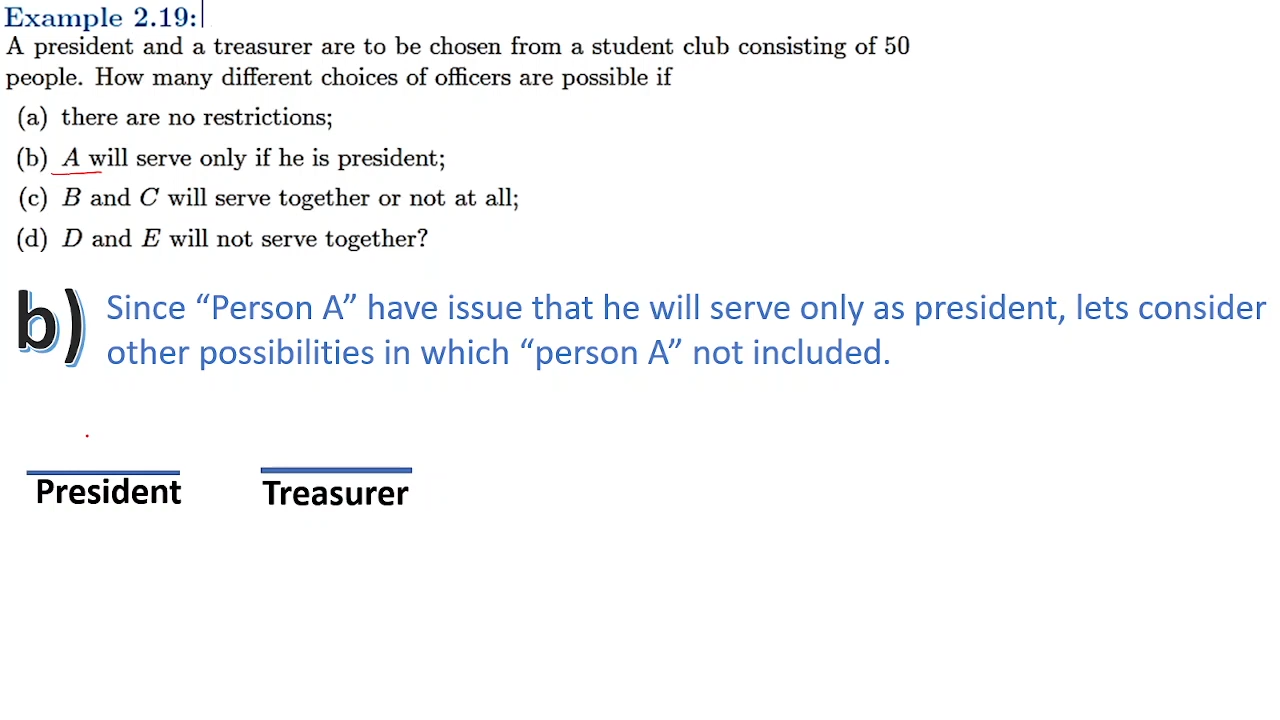 Example 2.19:
A president and a treasurer are to be chosen from a student club consisting of 50
people. How many different choices of officers are possible if
(a) there are no restrictions;
(b) A will serve only if he is president;
(c) B and C will serve together or not at all;
(d) D and E will not serve together?
b) Since “Person A” have issue that he will serve only as president, lets consider
other possibilities in which “person A” not included.
President Treasurer